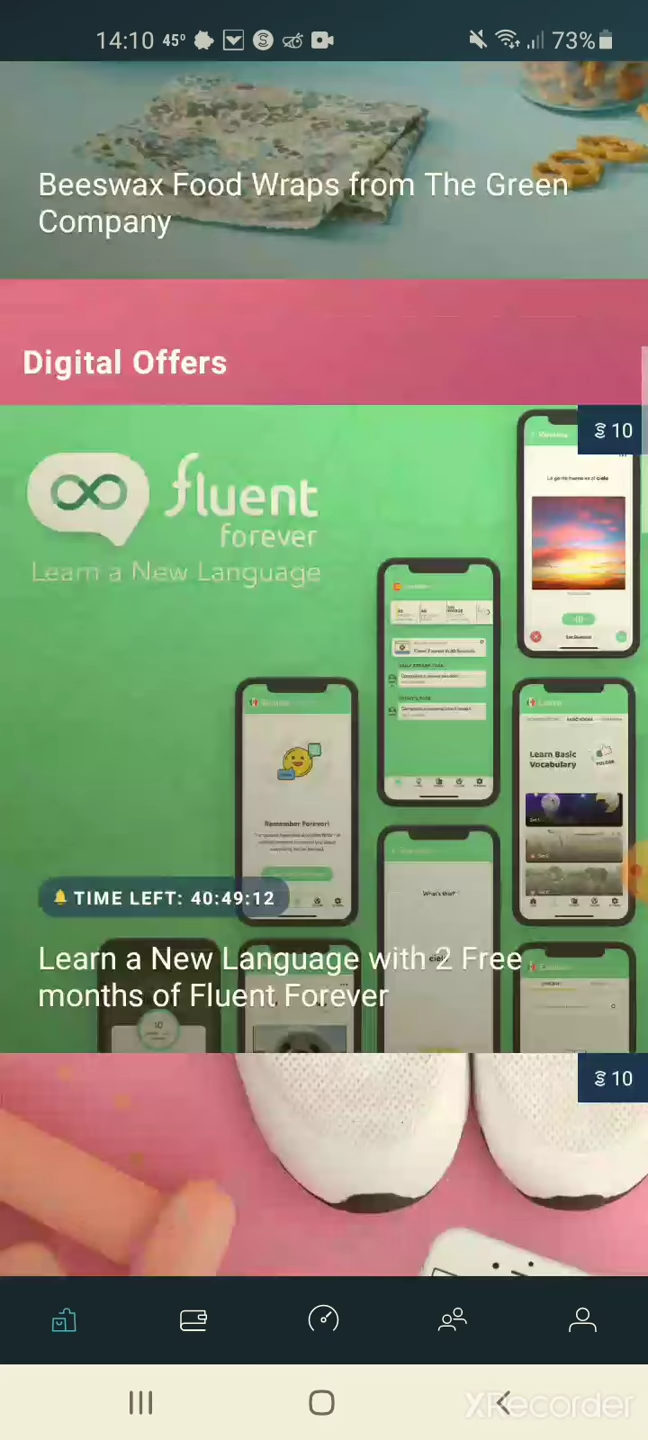 14:10 45° 73%
Beeswax Food Wraps from The Green
Company
Digital Offers
10
fluent
forever
Learn a New Language
Learn Basic
Vocabulary
Remember Forever!
What's this?
TIME LEFT: 40:49:12
Learn a New Language with 2 Free
months of Fluent Forever
10
XRecorder